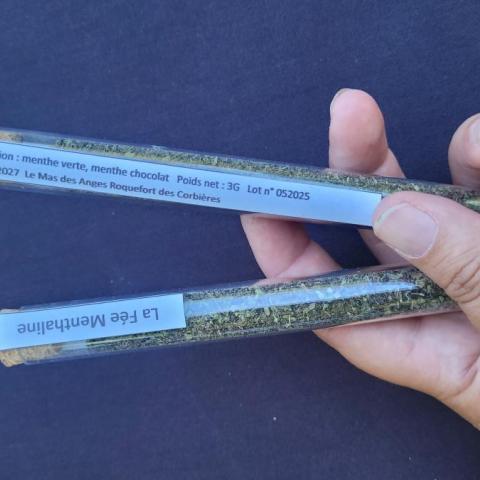 ion : menthe verte, menthe chocolat Poids net : 3G Lot n° 052025
2027 Le Mas des Anges Roquefort des Corbières
La Fée Menthaline